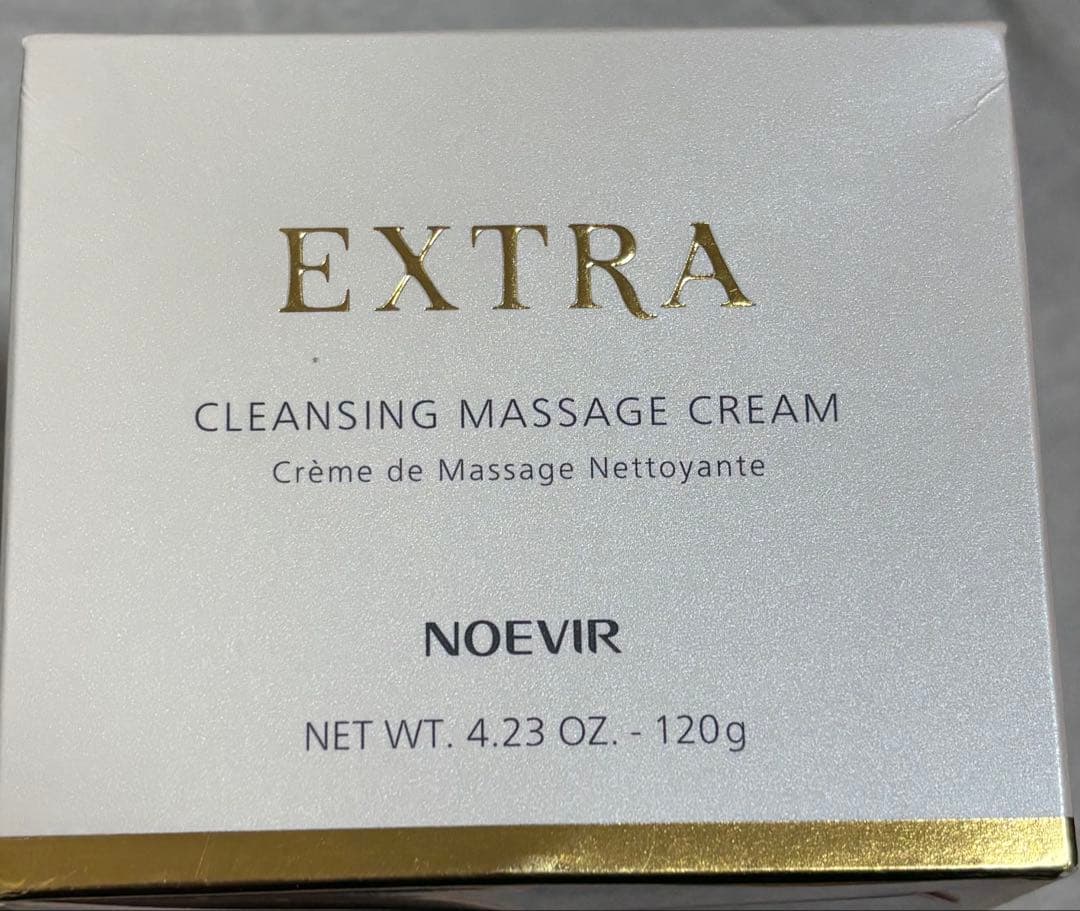 EXTRA
CLEANSING MASSAGE CREAM
Crème de Massage Nettoyante
NOEVIR
NET WT. 4.23 OZ. - 120g